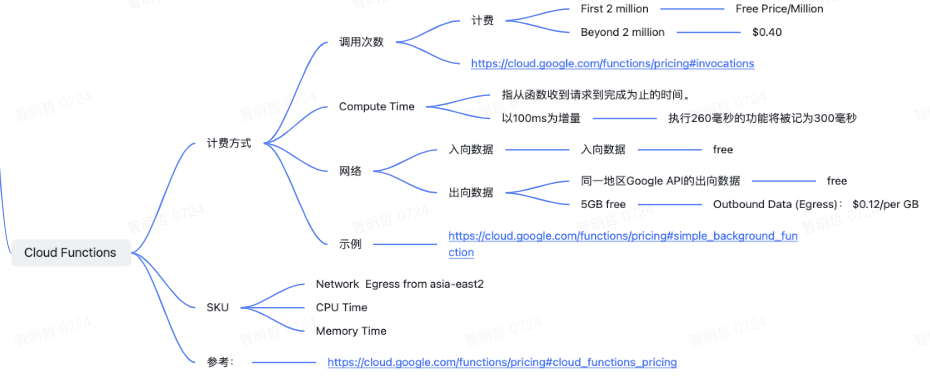 First 2 million
Free Price/Million
计费
Beyond 2 million
$0.40
调用次数
https://cloud.google.com/functions/pricing#invocations
指从函数收到请求到完成为止的时间。
Compute Time
以100ms为增量
执行260毫秒的功能将被记为300毫秒
计费方式
入向数据
入向数据
free
网络
同一地区Google API的出向数据
free
出向数据
5GB free
Outbound Data (Egress)： $0.12/per GB
示例
https://cloud.google.com/functions/pricing#simple_background_fun
ction
Cloud Functions
Network Egress from asia-east2
SKU
CPU Time
Memory Time
参考：
https://cloud.google.com/functions/pricing#cloud_functions_pricing